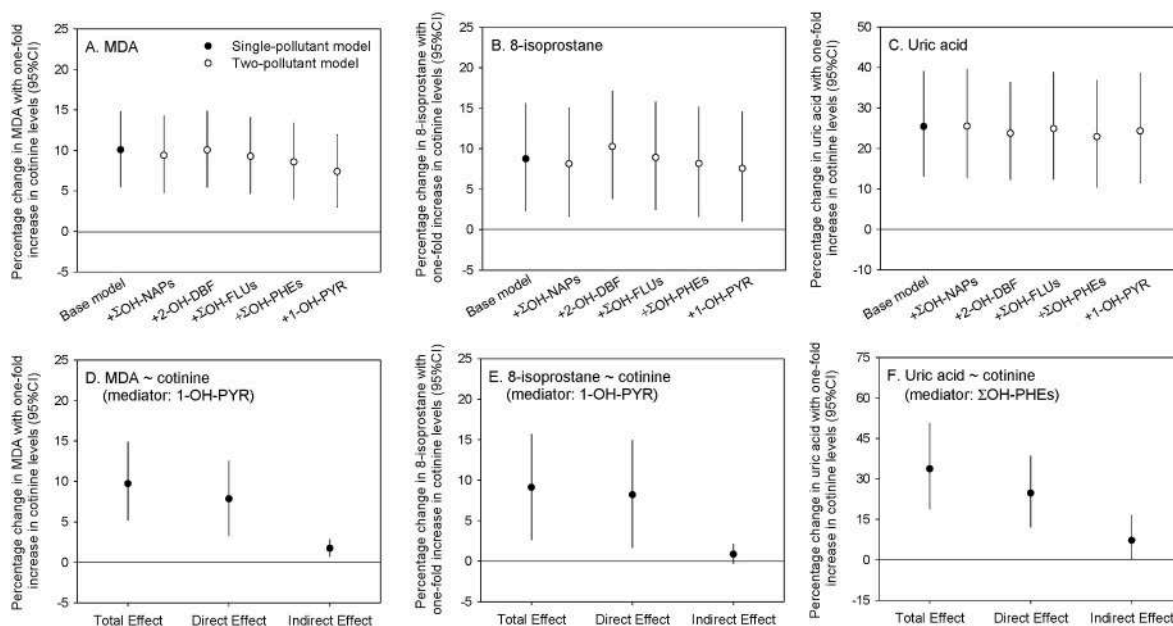 Percentage change in MDA with one-fold
increase in cotinine levels (95%CI)
25
20
15
10
5
0
-5
A. MDA
Single-pollutant model
Two-pollutant model
Base model
+ΣOH-NAPs
+2-OH-DBF
+ΣOH-FLUs
+ΣOH-PHEs
+1-OH-PYR
Percentage change in 8-isoprostane with
one-fold increase in cotinine levels (95%CI)
25
20
15
10
5
0
-5
B. 8-isoprostane
Base model
+ΣOH-NAPs
+2-OH-DBF
+ΣOH-FLUs
+ΣOH-PHEs
+1-OH-PYR
Percentage change in uric acid with one-fold
increase in cotinine levels (95%CI)
50
40
30
20
10
0
-10
C. Uric acid
Base model
+ΣOH-NAPs
+2-OH-DBF
+ΣOH-FLUs
+ΣOH-PHEs
+1-OH-PYR
Percentage change in MDA with one-fold
increase in cotinine levels (95%CI)
25
20
15
10
5
0
-5
D. MDA ~ cotinine
(mediator: 1-OH-PYR)
Total Effect
Direct Effect
Indirect Effect
Percentage change in 8-isoprostane with
one-fold increase in cotinine levels (95%CI)
25
20
15
10
5
0
-5
E. 8-isoprostane ~ cotinine
(mediator: 1-OH-PYR)
Total Effect
Direct Effect
Indirect Effect
Percentage change in uric acid with one-fold
increase in cotinine levels (95%CI)
75
60
45
30
15
0
-15
F. Uric acid ~ cotinine
(mediator: ΣOH-PHEs)
Total Effect
Direct Effect
Indirect Effect